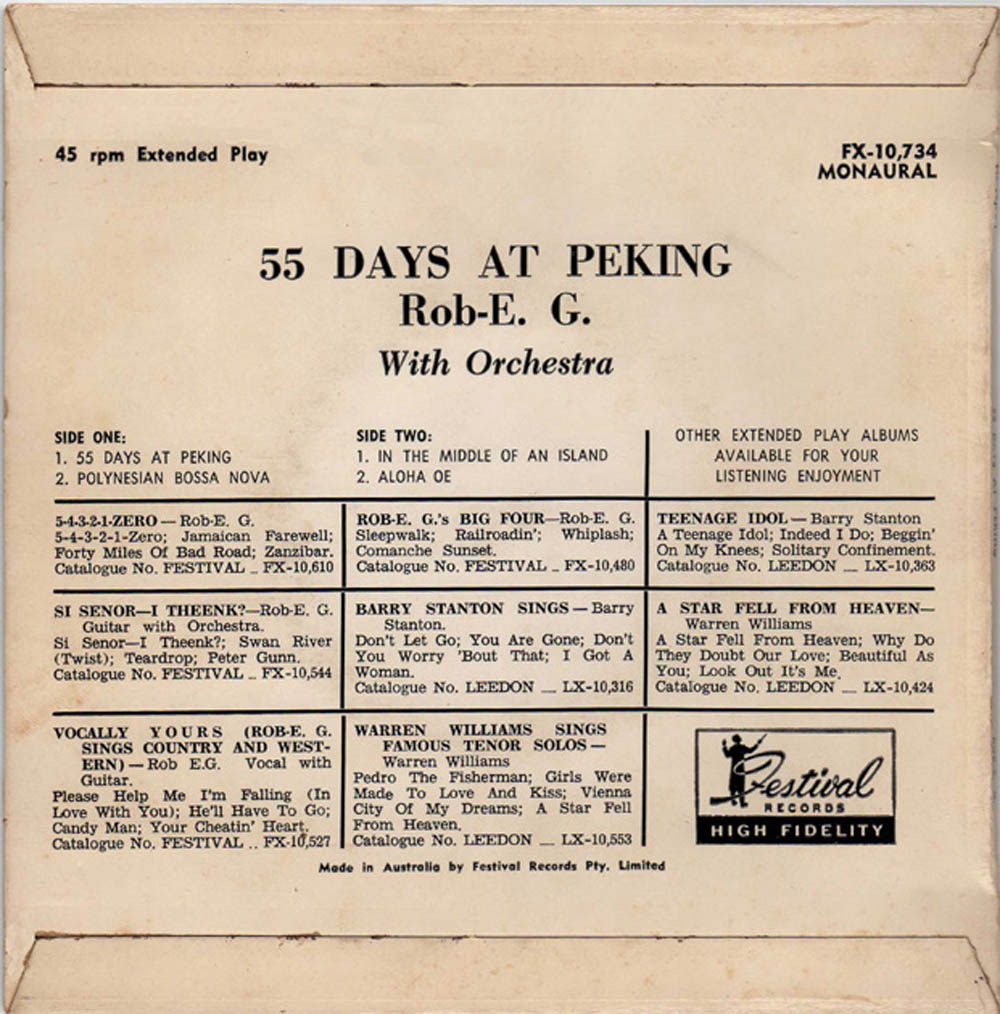 45 rpm Extended Play
FX-10,734
MONAURAL
55 DAYS AT PEKING
Rob-E. G.
With Orchestra
SIDE ONE:
1. 55 DAYS AT PEKING
2. POLYNESIAN BOSSA NOVA
SIDE TWO:
1. IN THE MIDDLE OF AN ISLAND
2. ALOHA OE
OTHER EXTENDED PLAY ALBUMS
AVAILABLE FOR YOUR
LISTENING ENJOYMENT
5-4-3-2-1-ZERO — Rob-E. G.
5-4-3-2-1-Zero; Jamaican Farewell;
Forty Miles Of Bad Road; Zanzibar.
Catalogue No. FESTIVAL _ FX-10,610
ROB-E. G.'s BIG FOUR—Rob-E. G.
Sleepwalk; Railroadin'; Whiplash;
Comanche Sunset.
Catalogue No. FESTIVAL _ FX-10,480
TEENAGE IDOL — Barry Stanton
A Teenage Idol; Indeed I Do; Beggin'
On My Knees; Solitary Confinement.
Catalogue No. LEEDON __ LX-10,363
SI SENOR—I THEENK?—Rob-E. G.
Guitar with Orchestra.
Si Senor—I Theenk?; Swan River
(Twist); Teardrop; Peter Gunn.
Catalogue No. FESTIVAL _ FX-10,544
BARRY STANTON SINGS — Barry
Stanton.
Don't Let Go; You Are Gone; Don't
You Worry 'Bout That; I Got A
Woman.
Catalogue No. LEEDON __ LX-10,316
A STAR FELL FROM HEAVEN—
Warren Williams
A Star Fell From Heaven; Why Do
They Doubt Our Love; Beautiful As
You; Look Out It's Me.
Catalogue No. LEEDON __ LX-10,424
VOCALLY YOURS (ROB-E. G.
SINGS COUNTRY AND WEST-
ERN) — Rob E.G. Vocal with
Guitar.
Please Help Me I'm Falling (In
Love With You); He'll Have To Go;
Candy Man; Your Cheatin' Heart.
Catalogue No. FESTIVAL .. FX-10,527
WARREN WILLIAMS SINGS
FAMOUS TENOR SOLOS —
Warren Williams
Pedro The Fisherman; Girls Were
Made To Love And Kiss; Vienna
City Of My Dreams; A Star Fell
From Heaven.
Catalogue No. LEEDON __ LX-10,553
Festival
RECORDS
HIGH FIDELITY
Made in Australia by Festival Records Pty. Limited